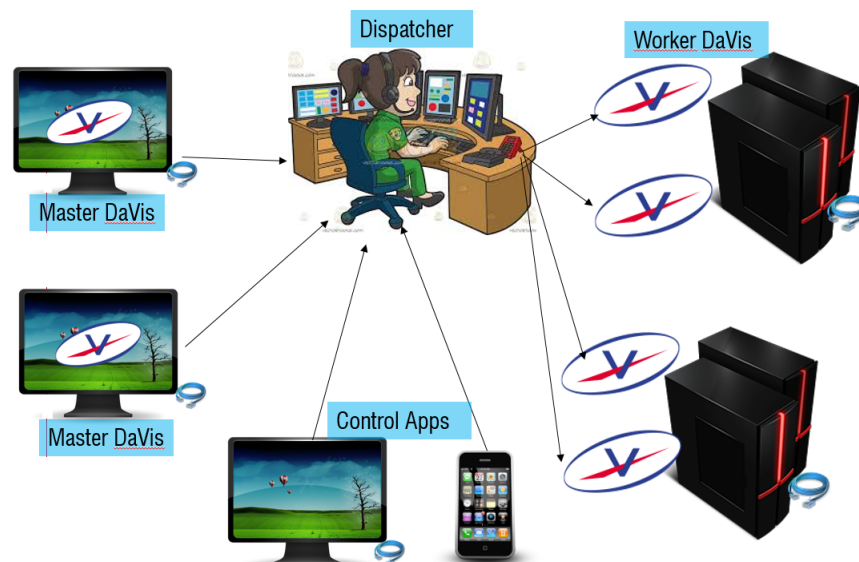 Dispatcher
Worker DaVis
Master DaVis
Master DaVis
Control Apps
V
V
V
V
V
V